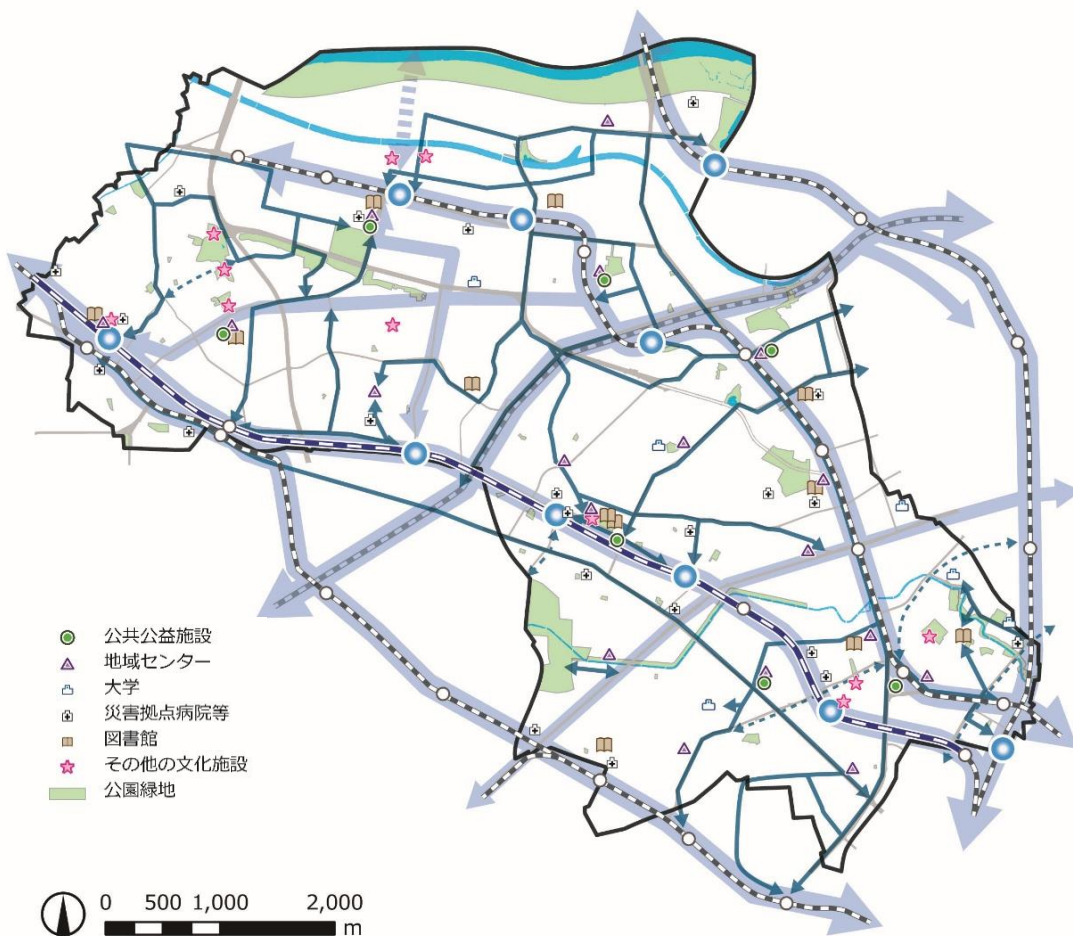 公共公益施設
地域センター
大学
災害拠点病院等
図書館
その他の文化施設
公園緑地
0 500 1,000 2,000
m